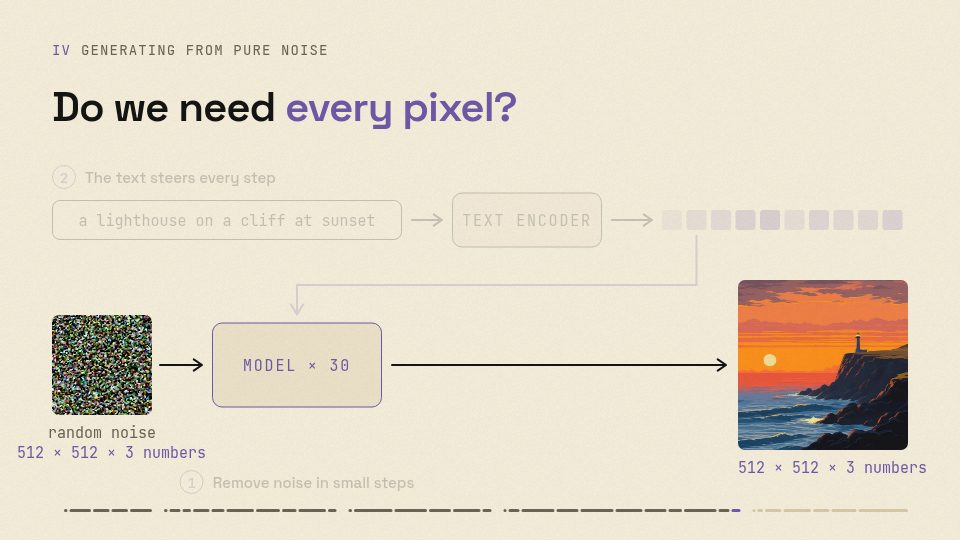 IV GENERATING FROM PURE NOISE
Do we need every pixel?
2 The text steers every step
a lighthouse on a cliff at sunset
TEXT ENCODER
MODEL × 30
random noise
512 × 512 × 3 numbers
512 × 512 × 3 numbers
1 Remove noise in small steps